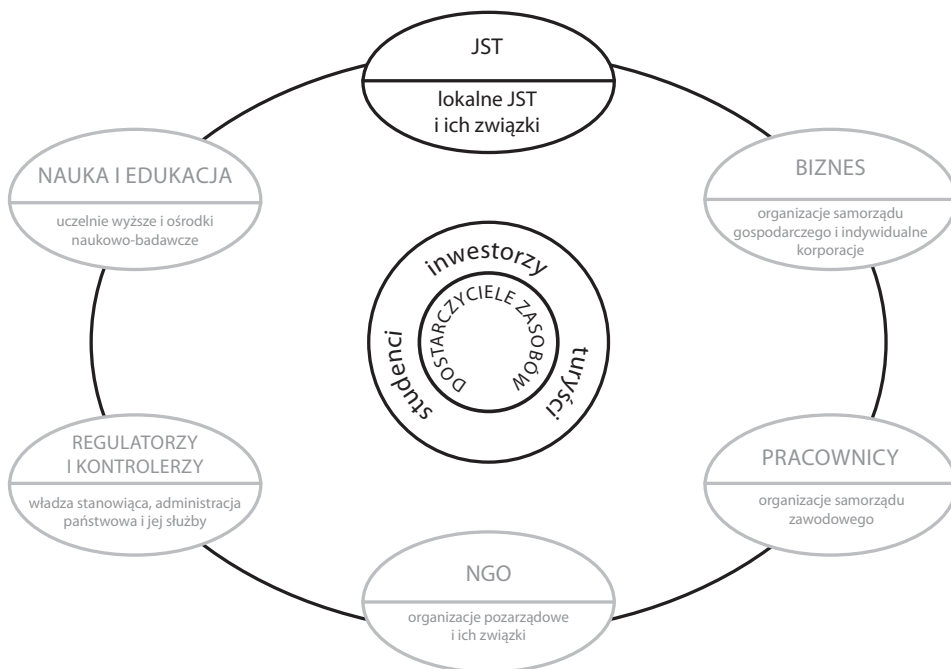 JST
lokalne JST
i ich związki
NAUKA I EDUKACJA
uczelnie wyższe i ośrodki
naukowo-badawcze
BIZNES
organizacje samorządu
gospodarczego i indywidualne
korporacje
inwestorzy
DOSTARCZYCIELE ZASOBÓW
studenci
turyści
REGULATORZY
I KONTROLERZY
władza stanowiąca, administracja
państwowa i jej służby
PRACOWNICY
organizacje samorządu
zawodowego
NGO
organizacje pozarządowe
i ich związki